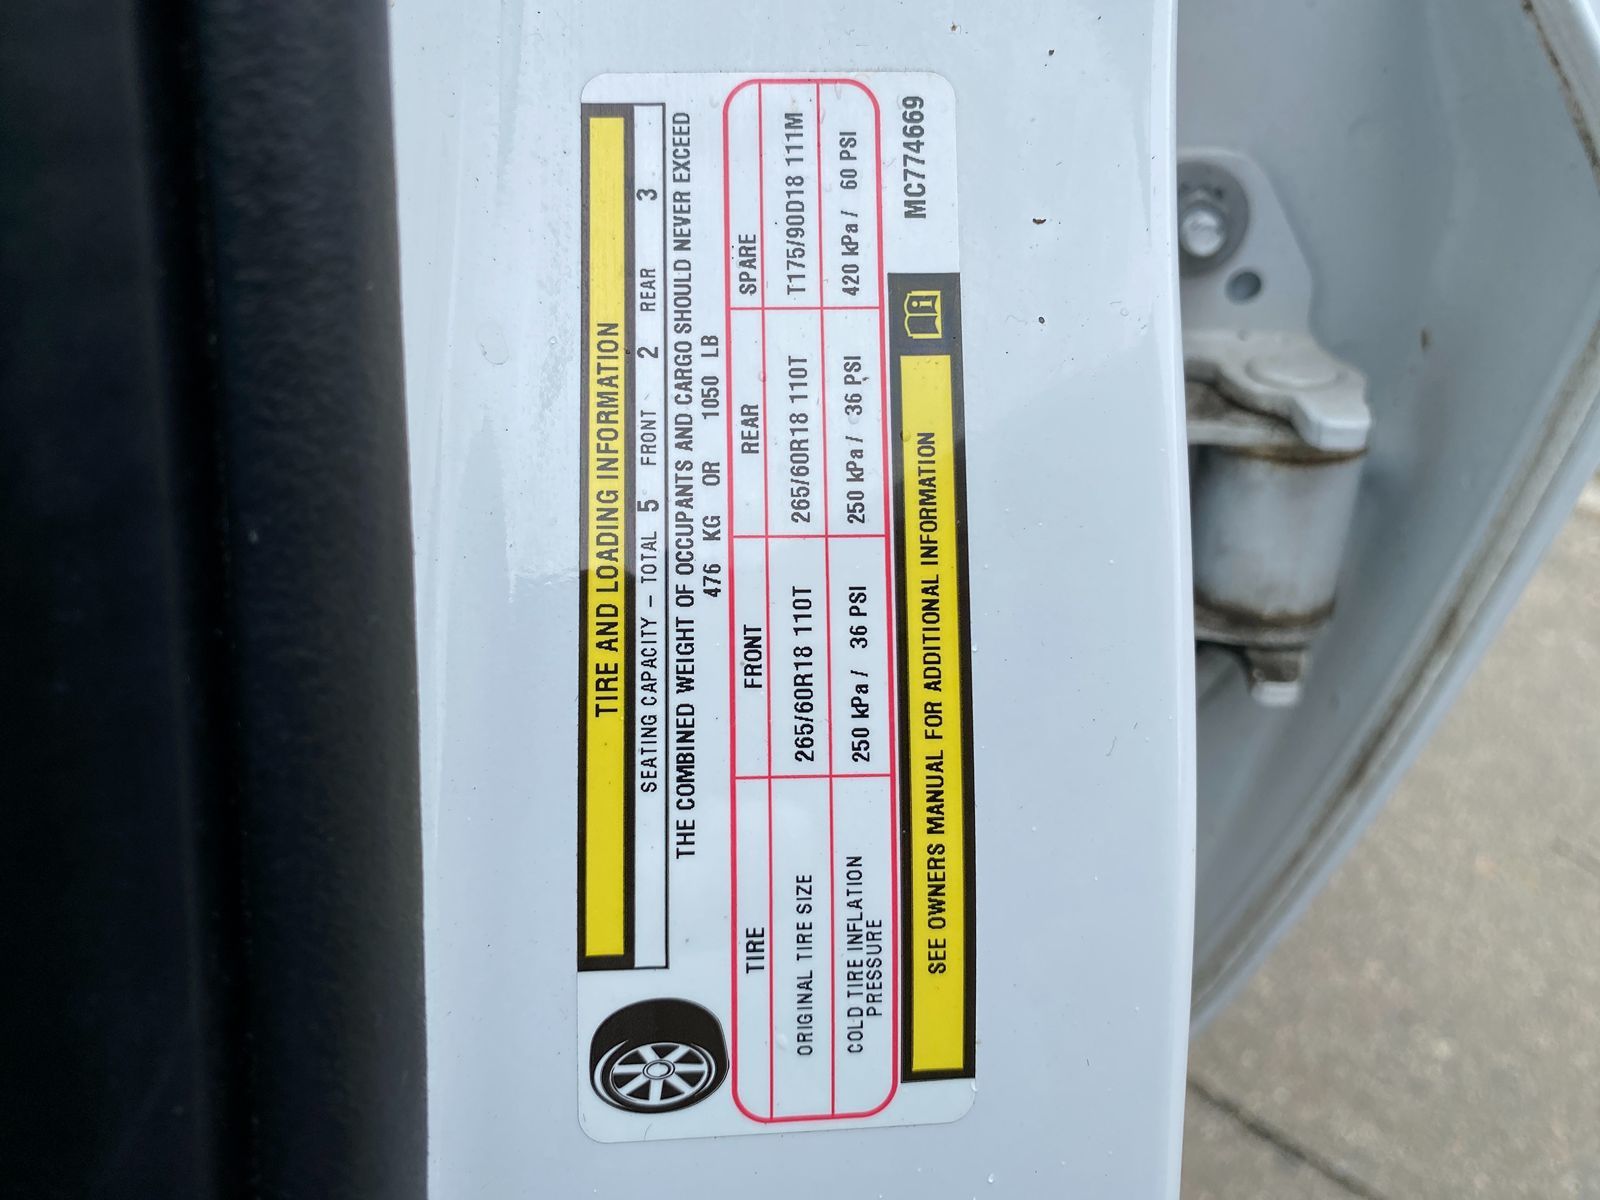 TIRE AND LOADING INFORMATION
SEATING CAPACITY – TOTAL 5 FRONT 2 REAR 3
THE COMBINED WEIGHT OF OCCUPANTS AND CARGO SHOULD NEVER EXCEED
476 KG OR 1050 LB
TIRE FRONT REAR SPARE
ORIGINAL TIRE SIZE 265/60R18 110T 265/60R18 110T T175/90D18 111M
COLD TIRE INFLATION PRESSURE 250 kPa / 36 PSI 250 kPa / 36 PSI 420 kPa / 60 PSI
SEE OWNERS MANUAL FOR ADDITIONAL INFORMATION i MC774669